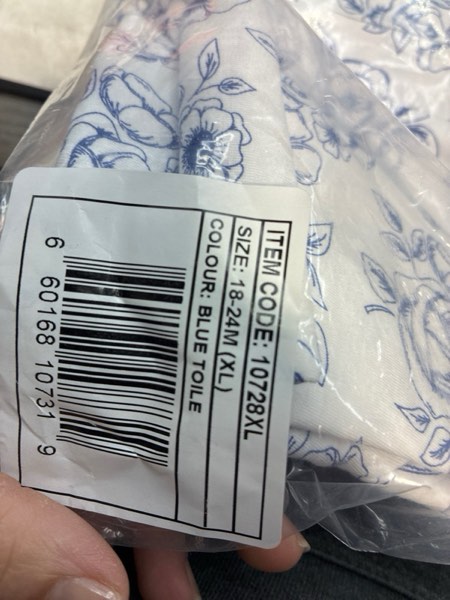 ITEM CODE: 10728XL
SIZE: 18-24M (XL)
COLOUR: BLUE TOILE
6 60168 10731 9